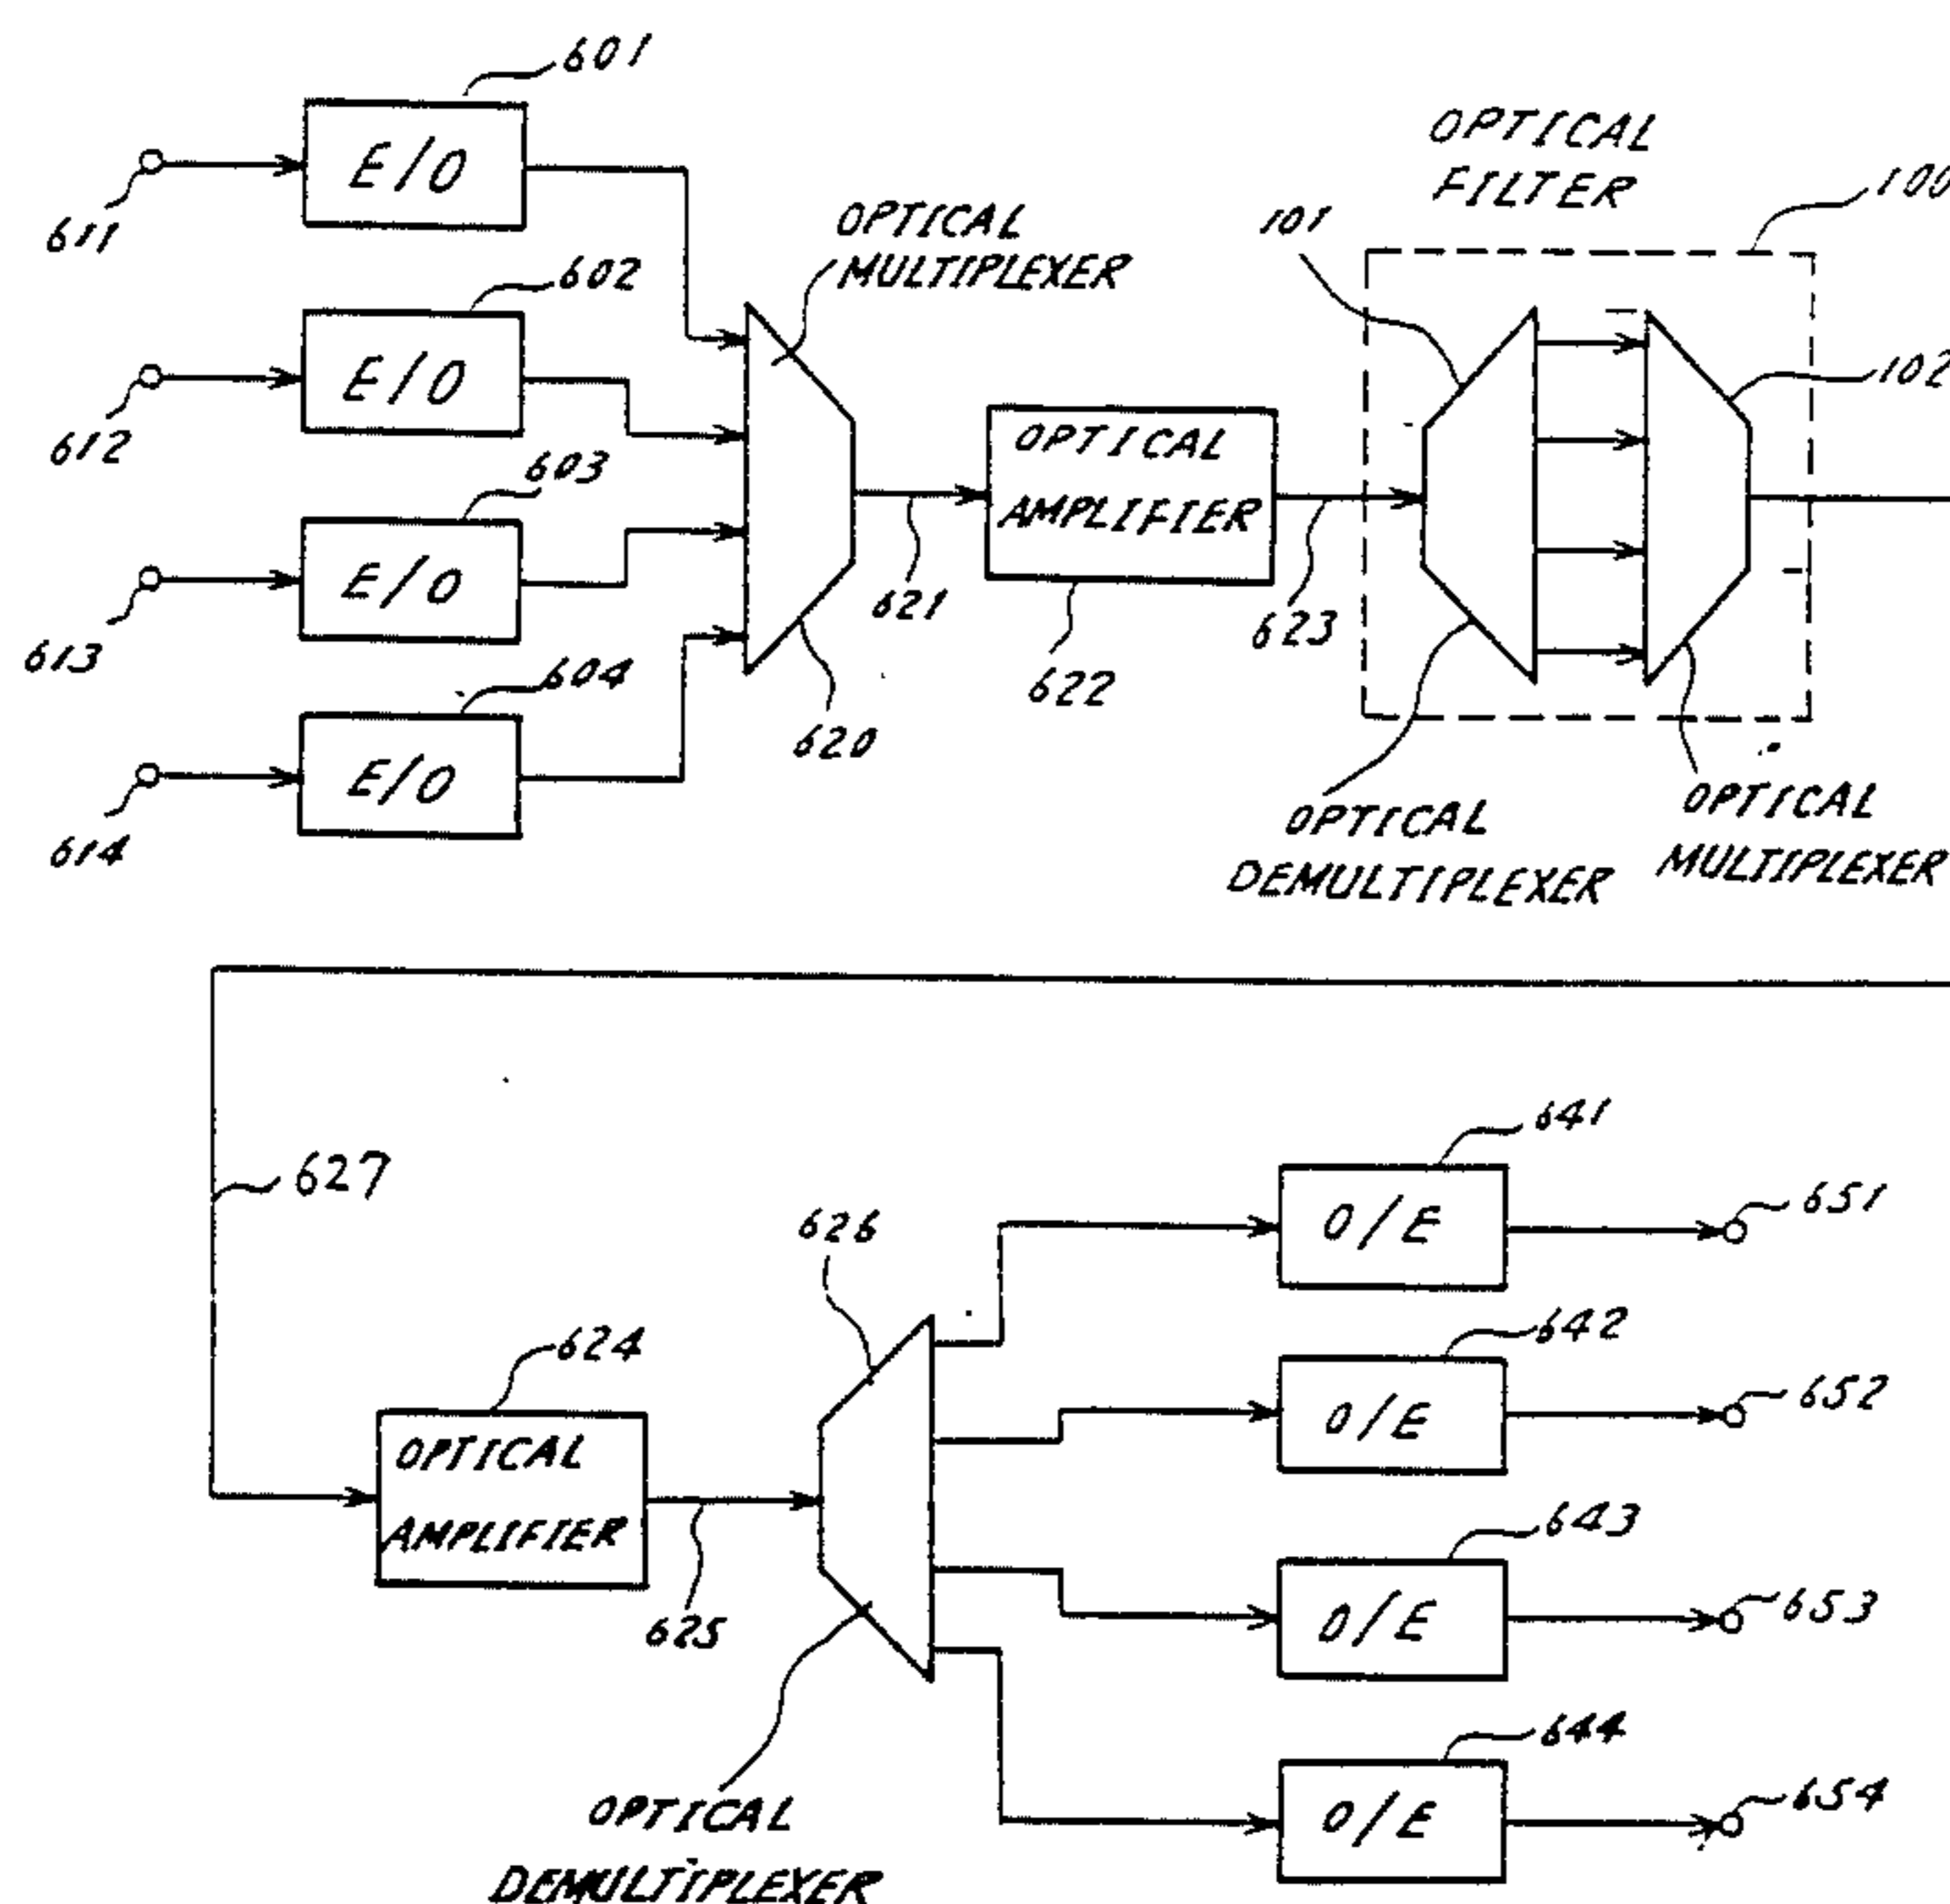 601
E/O
611
602
E/O
612
603
E/O
613
604
E/O
614
OPTICAL
MULTIPLEXER
620
621
OPTICAL
AMPLIFIER
622
623
OPTICAL
FILTER
100
101
102
OPTICAL
DEMULTIPLEXER
OPTICAL
MULTIPLEXER
627
624
OPTICAL
AMPLIFIER
625
626
OPTICAL
DEMULTIPLEXER
641
O/E
651
642
O/E
652
643
O/E
653
644
O/E
654